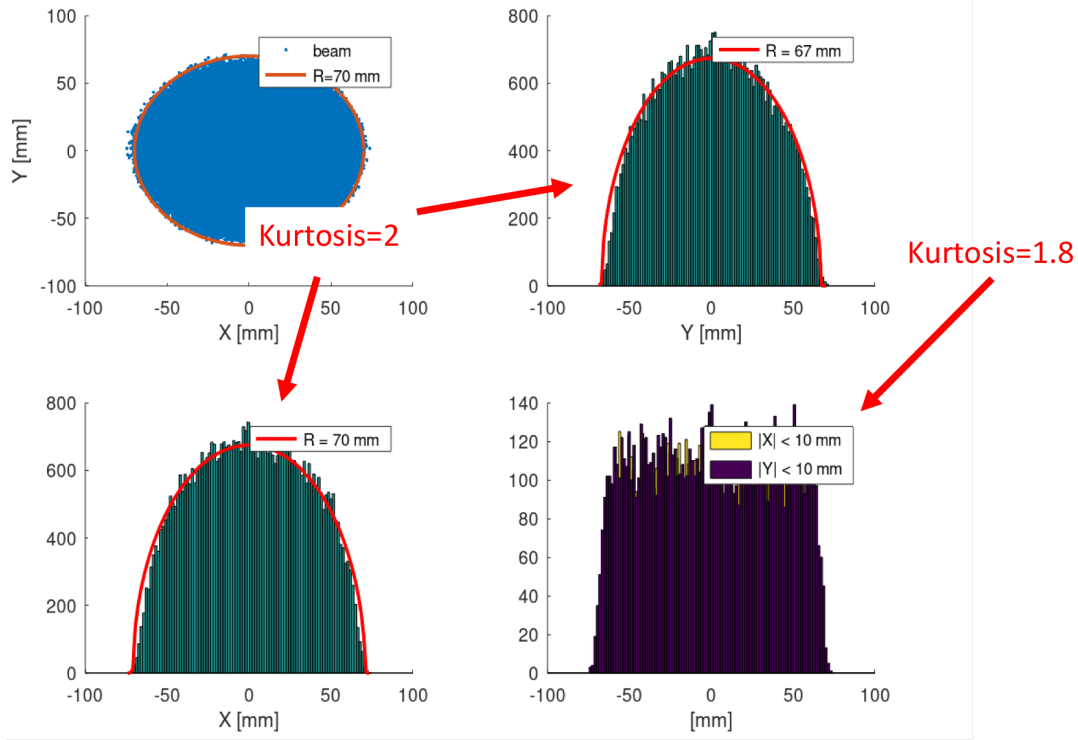 100
50
0
-50
-100
Y [mm]
beam
R=70 mm
-100 -50 0 50 100
X [mm]
Kurtosis=2
800
600
400
200
0
R = 67 mm
-100 -50 0 50 100
Y [mm]
Kurtosis=1.8
800
600
400
200
0
R = 70 mm
-100 -50 0 50 100
X [mm]
140
120
100
80
60
40
20
0
|X| < 10 mm
|Y| < 10 mm
-100 -50 0 50 100
[mm]